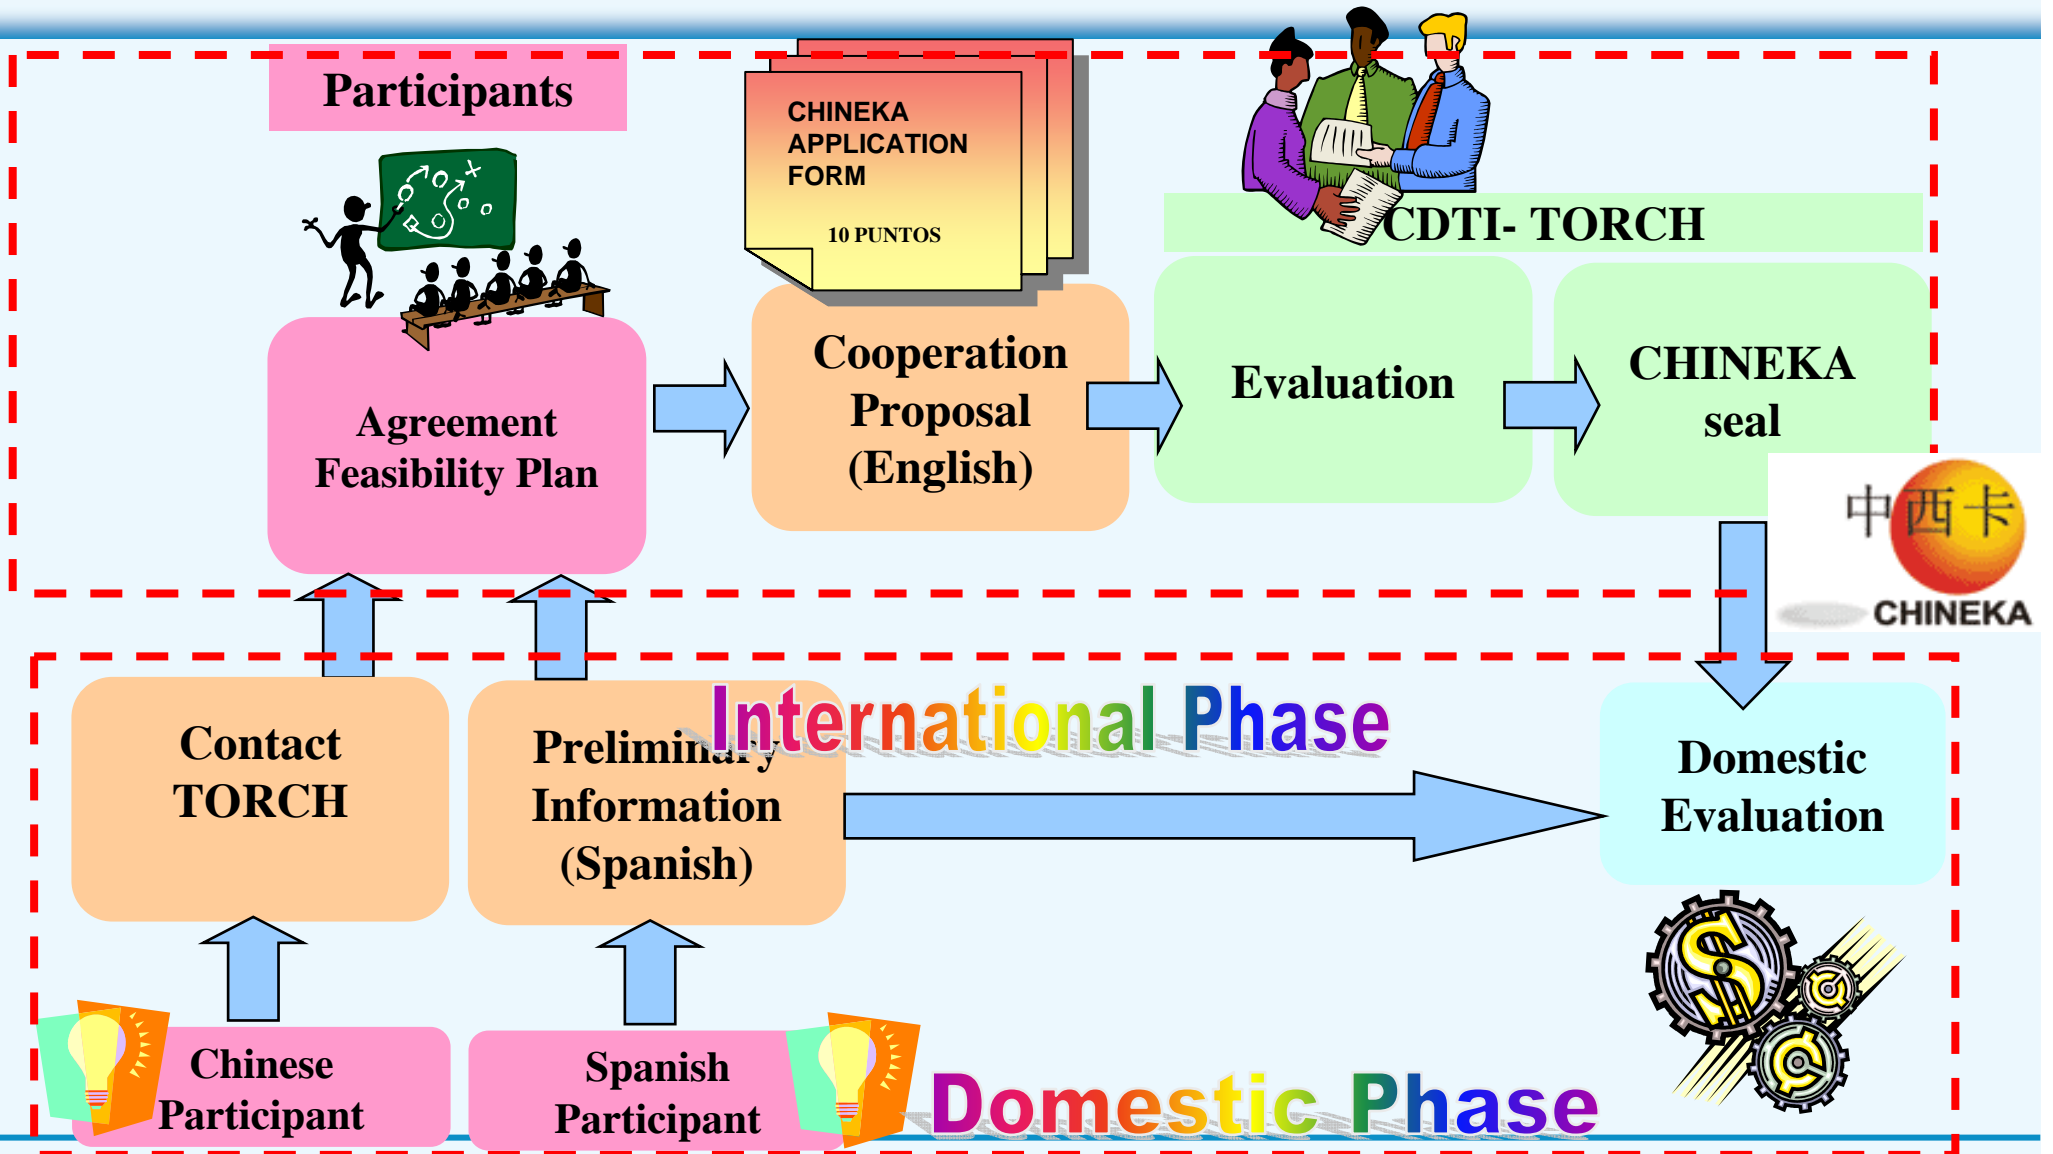 Participants
CHINEKA
APPLICATION
FORM
10 PUNTOS
CDTI- TORCH
Agreement
Feasibility Plan
Cooperation
Proposal
(English)
Evaluation
CHINEKA
seal
中西卡
CHINEKA
Contact
TORCH
Preliminary
Information
(Spanish)
International Phase
Domestic
Evaluation
Chinese
Participant
Spanish
Participant
Domestic Phase